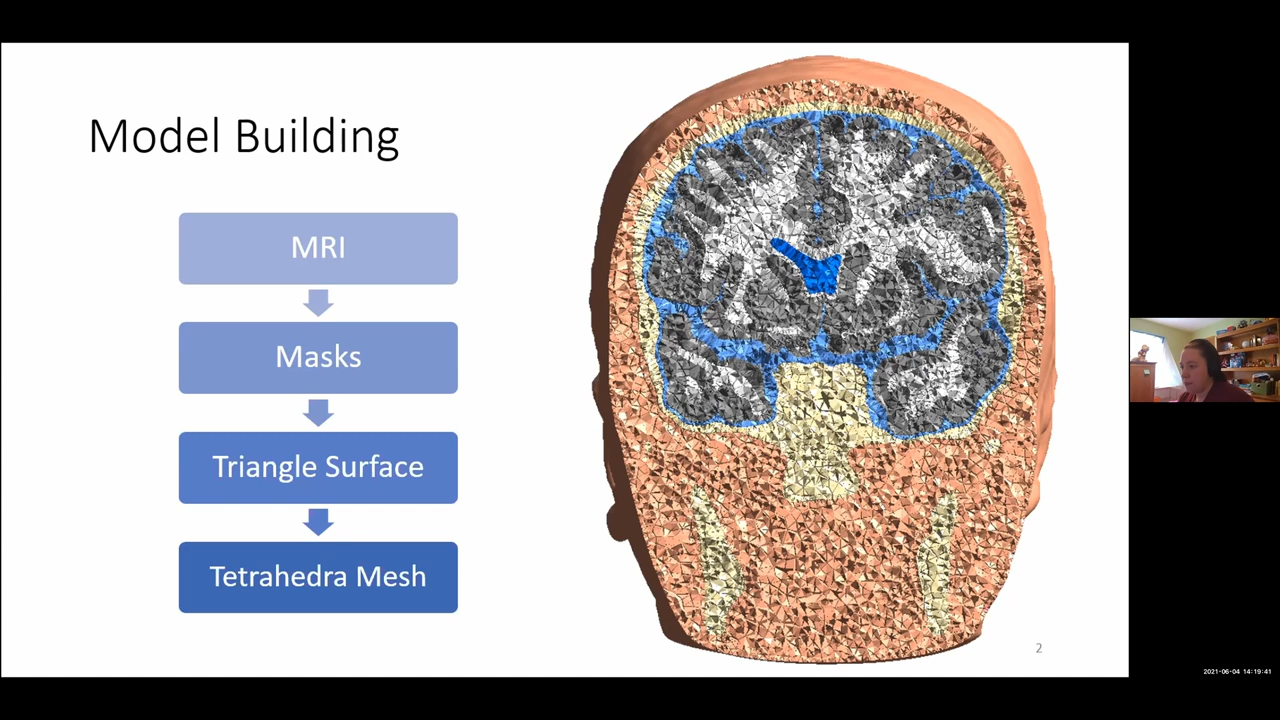 Model Building
MRI
Masks
Triangle Surface
Tetrahedra Mesh
2
2021-06-04 14:19:41